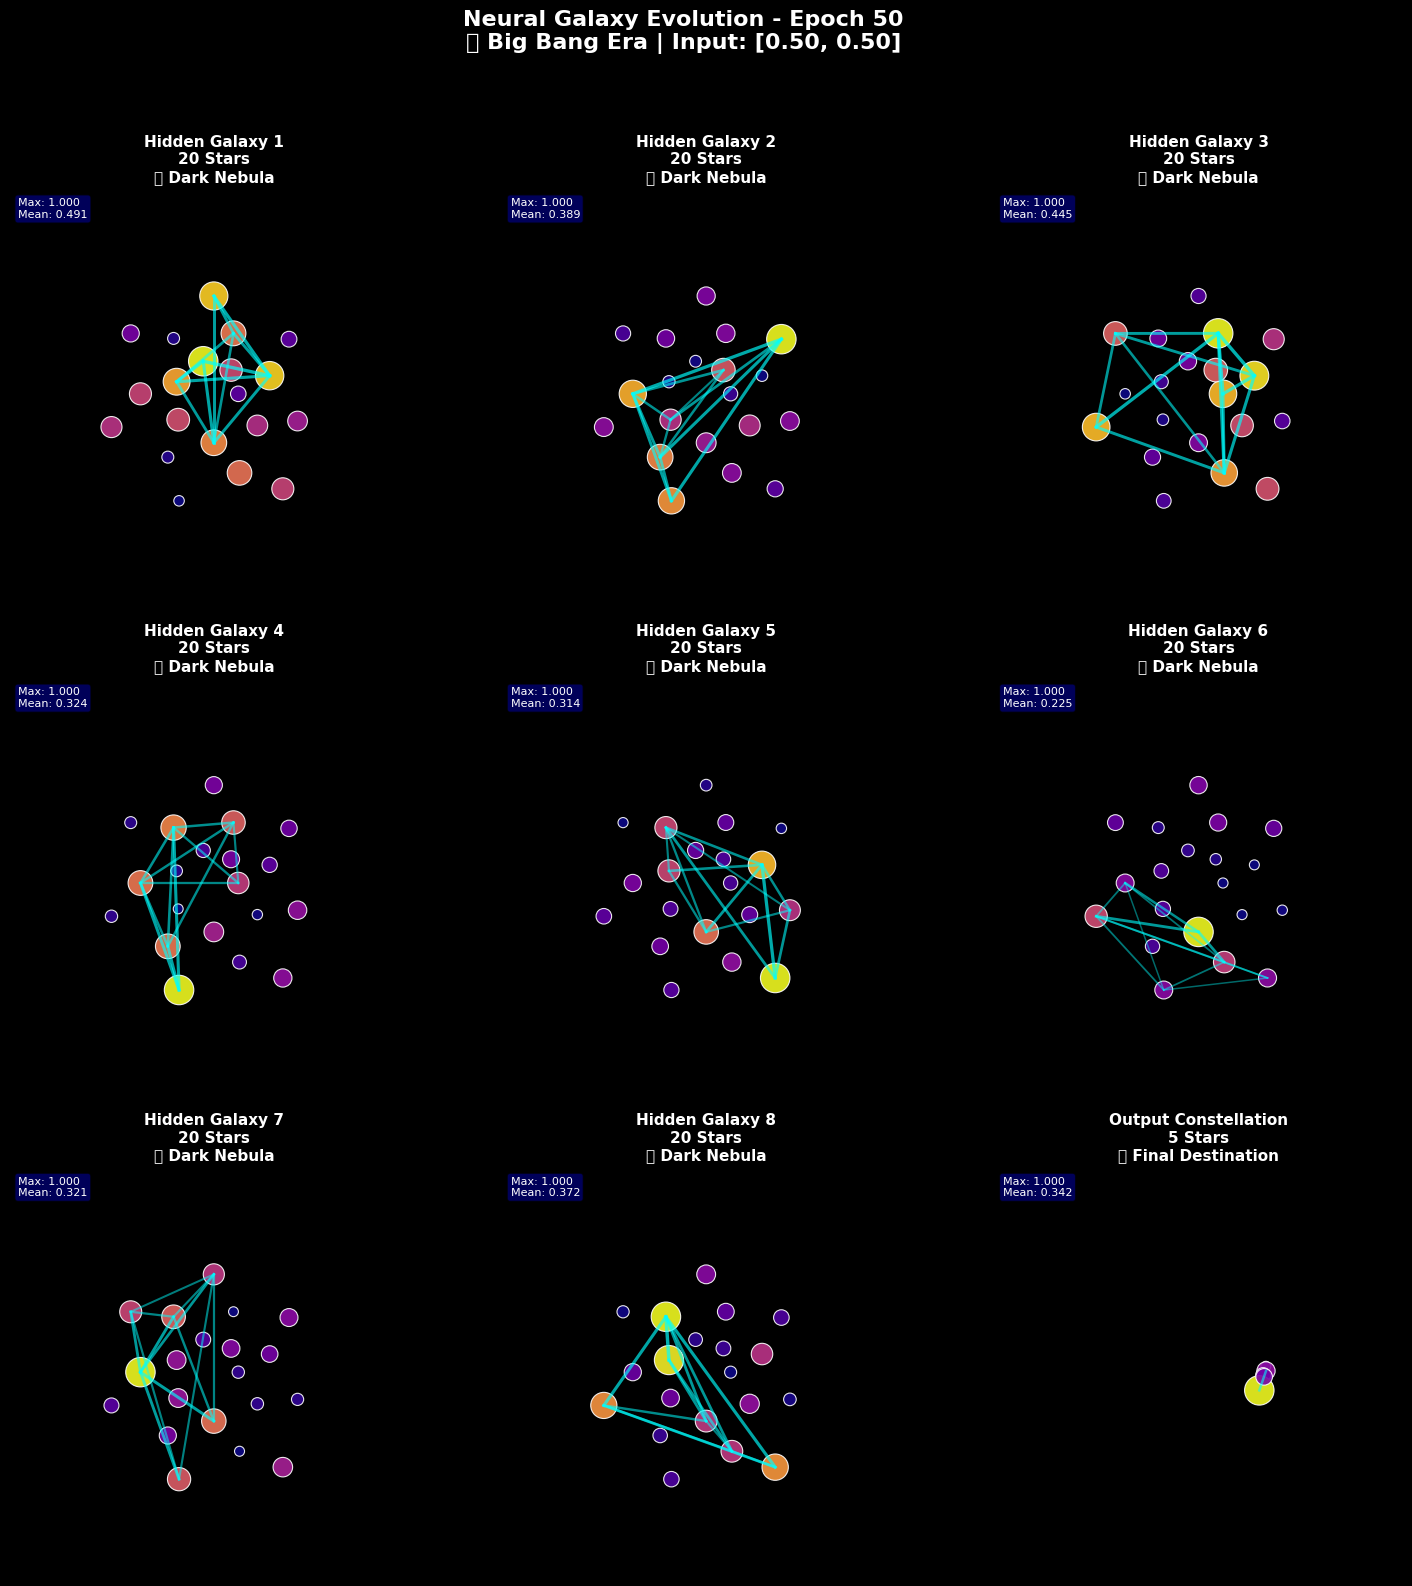 Neural Galaxy Evolution - Epoch 50
▯ Big Bang Era | Input: [0.50, 0.50]
Hidden Galaxy 1
20 Stars
▯ Dark Nebula
Max: 1.000
Mean: 0.491
Hidden Galaxy 2
20 Stars
▯ Dark Nebula
Max: 1.000
Mean: 0.389
Hidden Galaxy 3
20 Stars
▯ Dark Nebula
Max: 1.000
Mean: 0.445
Hidden Galaxy 4
20 Stars
▯ Dark Nebula
Max: 1.000
Mean: 0.324
Hidden Galaxy 5
20 Stars
▯ Dark Nebula
Max: 1.000
Mean: 0.314
Hidden Galaxy 6
20 Stars
▯ Dark Nebula
Max: 1.000
Mean: 0.225
Hidden Galaxy 7
20 Stars
▯ Dark Nebula
Max: 1.000
Mean: 0.321
Hidden Galaxy 8
20 Stars
▯ Dark Nebula
Max: 1.000
Mean: 0.372
Output Constellation
5 Stars
▯ Final Destination
Max: 1.000
Mean: 0.342